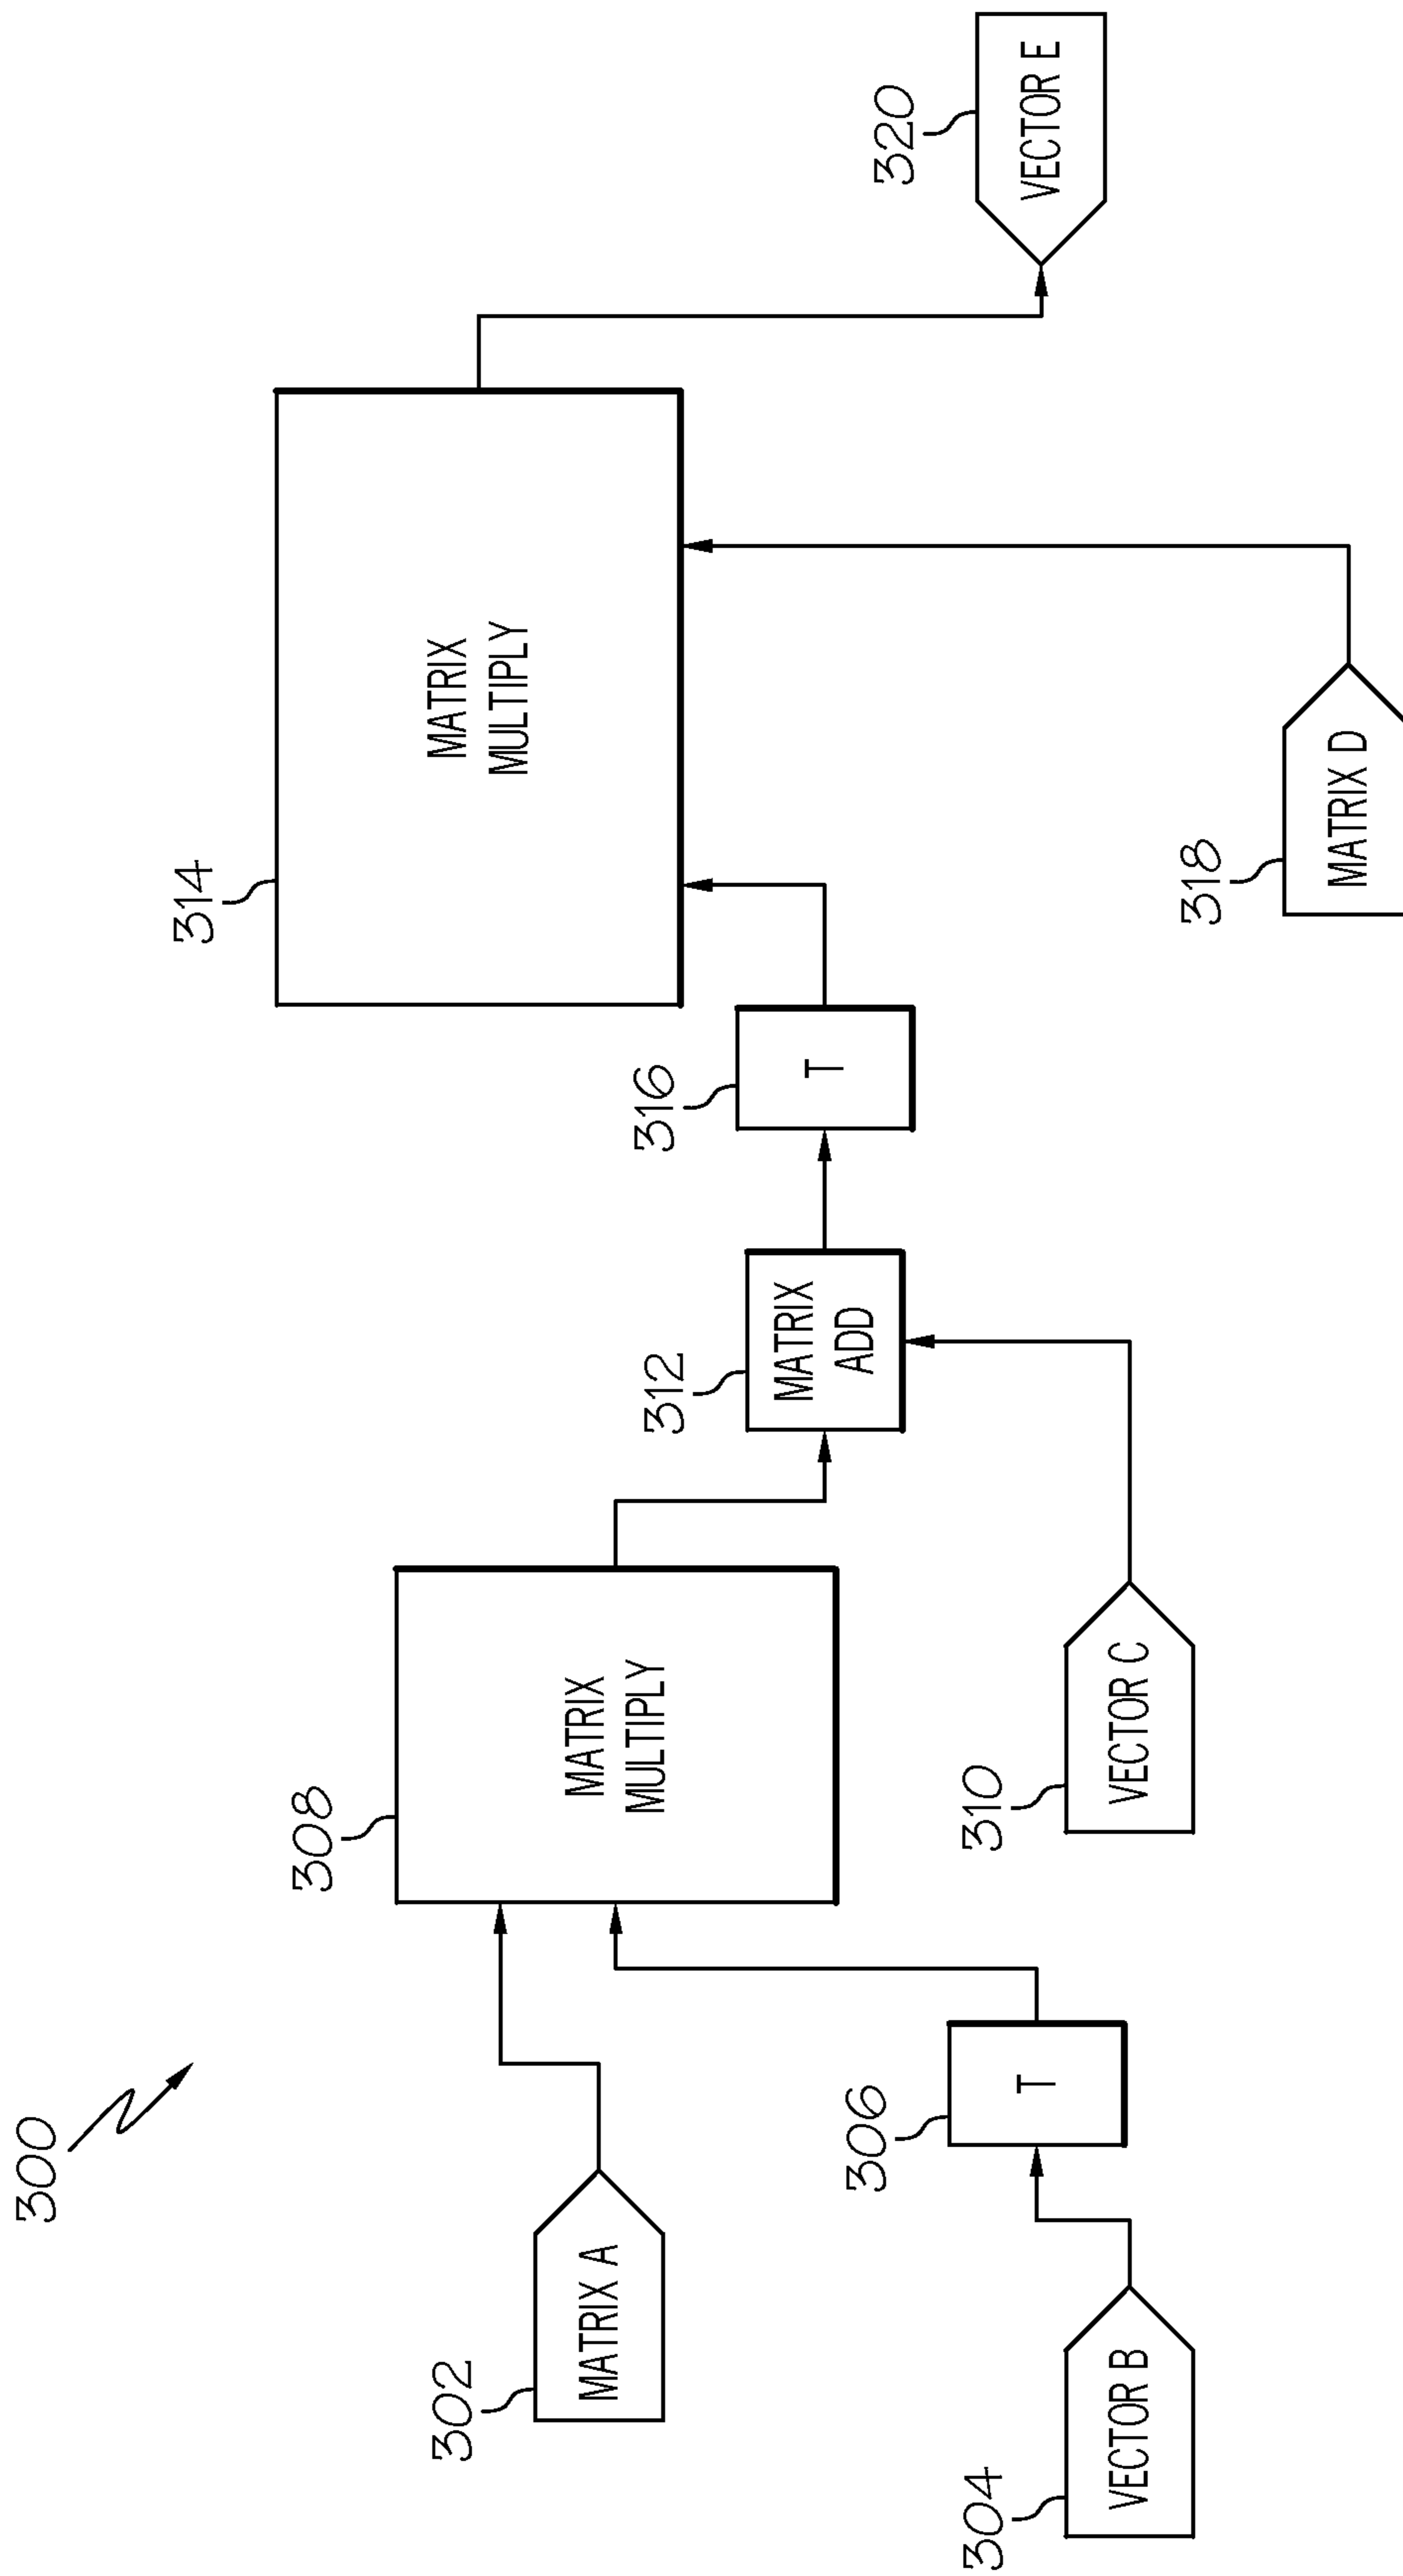 300
302
MATRIX A
304
VECTOR B
306
T
308
MATRIX
MULTIPLY
310
VECTOR C
312
MATRIX
ADD
316
T
314
MATRIX
MULTIPLY
318
MATRIX D
320
VECTOR E